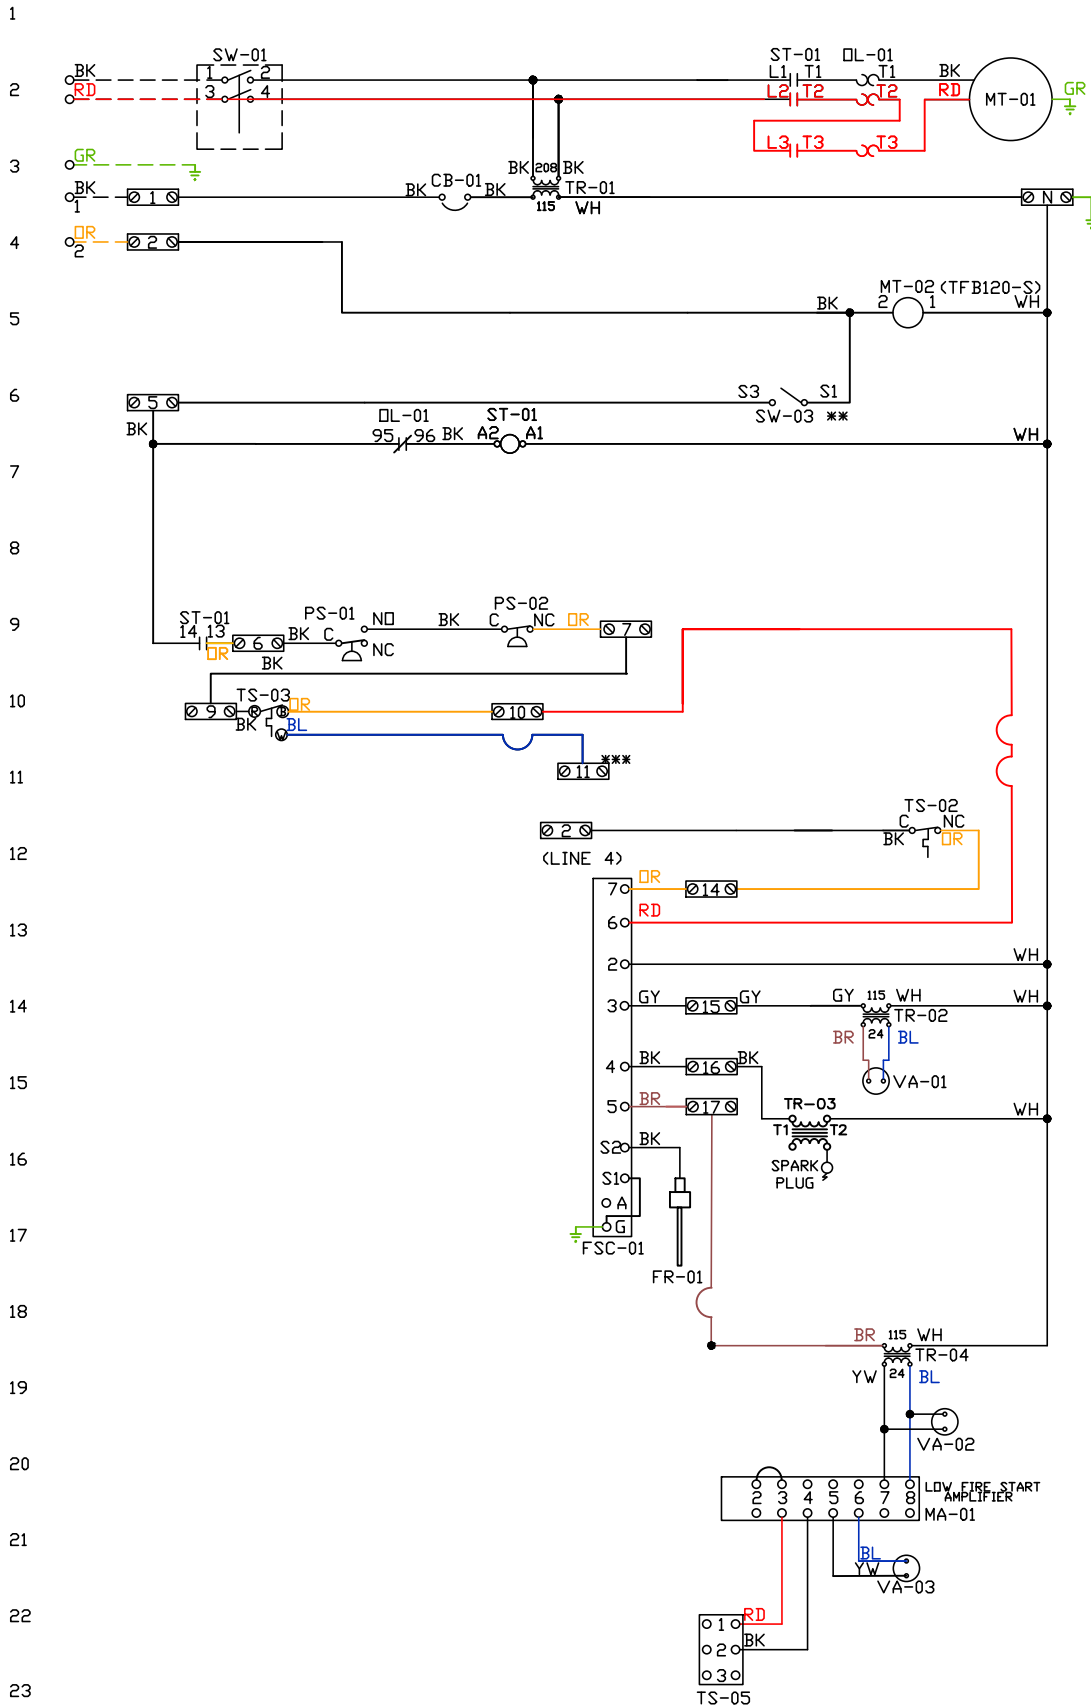 1
SW-01 ST-01 OL-01
BK 1 2 L1 T1 T1 BK
2 RD 3 4 L2 T2 T2 RD MT-01 GR
L3 T3 T3
3 GR BK 208 BK
BK 1 1 BK CB-01 BK 115 TR-01 WH N
4 OR 2 2
MT-02 (TFB120-S)
5 BK 2 1 WH
6 5 S3 S1
SW-03 **
BK OL-01 ST-01
95 96 BK A2 A1 WH
7
8
9 ST-01 PS-01 NO BK PS-02
14 13 OR 6 BK C NC C NC OR 7
BK
10 TS-03
9 BK R B OR 10
W BL
11 11 ***
TS-02
2 C NC
BK OR
12 (LINE 4)
7 OR 14
13 6 RD
2 WH
14 3 GY 15 GY GY 115 WH WH
TR-02
BR 24 BL
15 4 BK 16 BK VA-01
5 BR 17 TR-03 WH
T1 T2
16 S2 BK SPARK
S1 PLUG
A
17 G
FSC-01
FR-01
18
BR 115 WH
TR-04
19 YW 24 BL
VA-02
20
2 3 4 5 6 7 8 LOW FIRE START
AMPLIFIER
MA-01
21
BL
YW
VA-03
22
1 RD
2 BK
3
23 TS-05